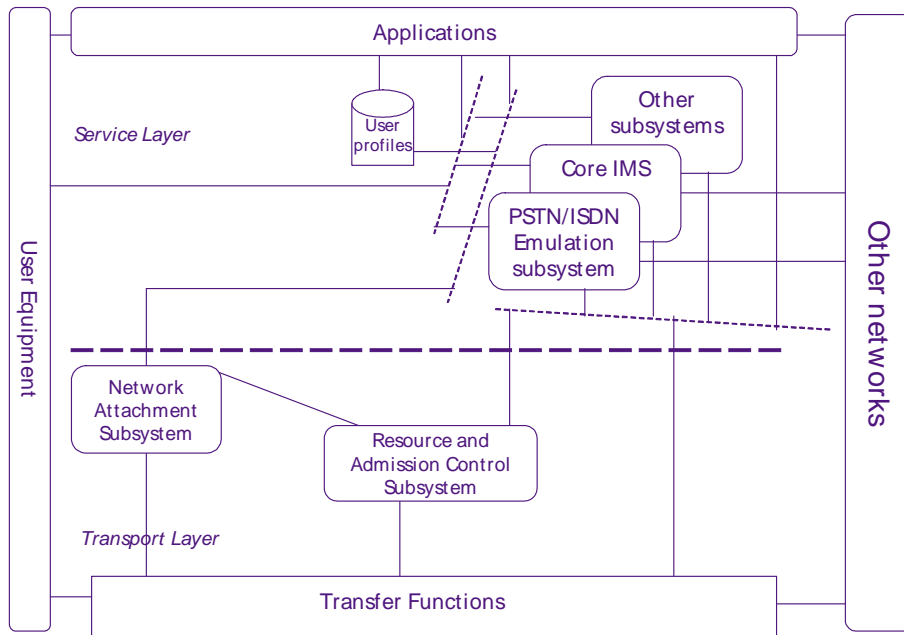 Applications
Other
subsystems
User
profiles
Service Layer
Core IMS
PSTN/ISDN
Emulation
subsystem
User Equipment
Other networks
Network
Attachment
Subsystem
Resource and
Admission Control
Subsystem
Transport Layer
Transfer Functions